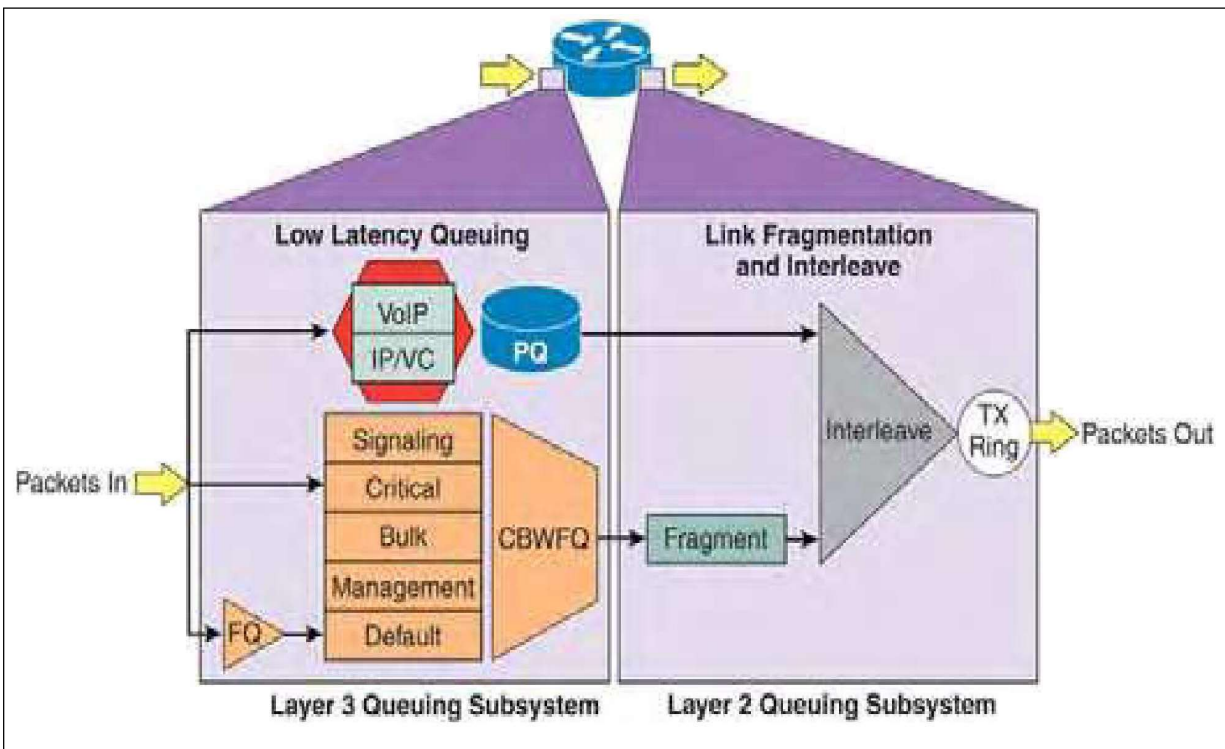 Low Latency Queuing
Link Fragmentation
and Interleave
VoIP
IP/VC
PQ
Signaling
Critical
Bulk
Management
Default
CBWFQ
Packets In
FQ
Fragment
Interleave
TX
Ring
Packets Out
Layer 3 Queuing Subsystem
Layer 2 Queuing Subsystem